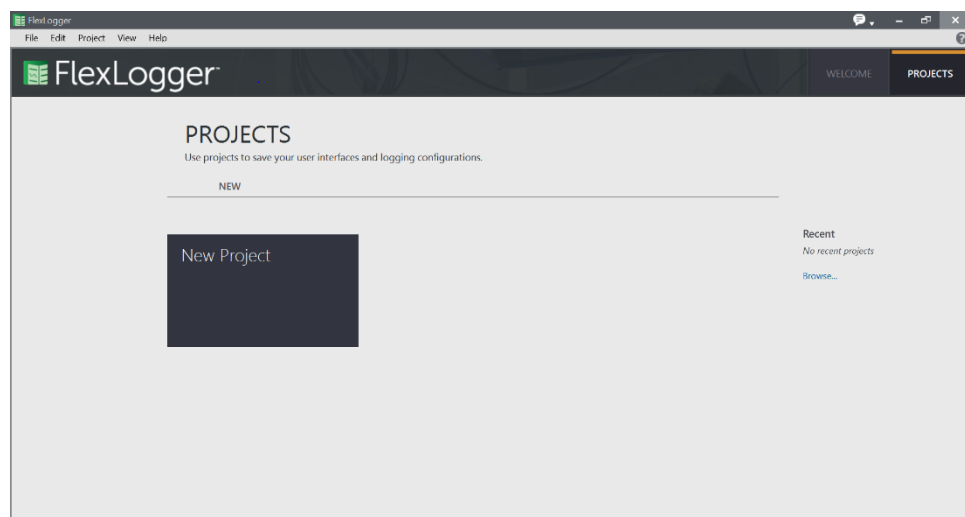 FlexLogger
File Edit Project View Help
FlexLogger™
WELCOME
PROJECTS
PROJECTS
Use projects to save your user interfaces and logging configurations.
NEW
New Project
Recent
No recent projects
Browse...